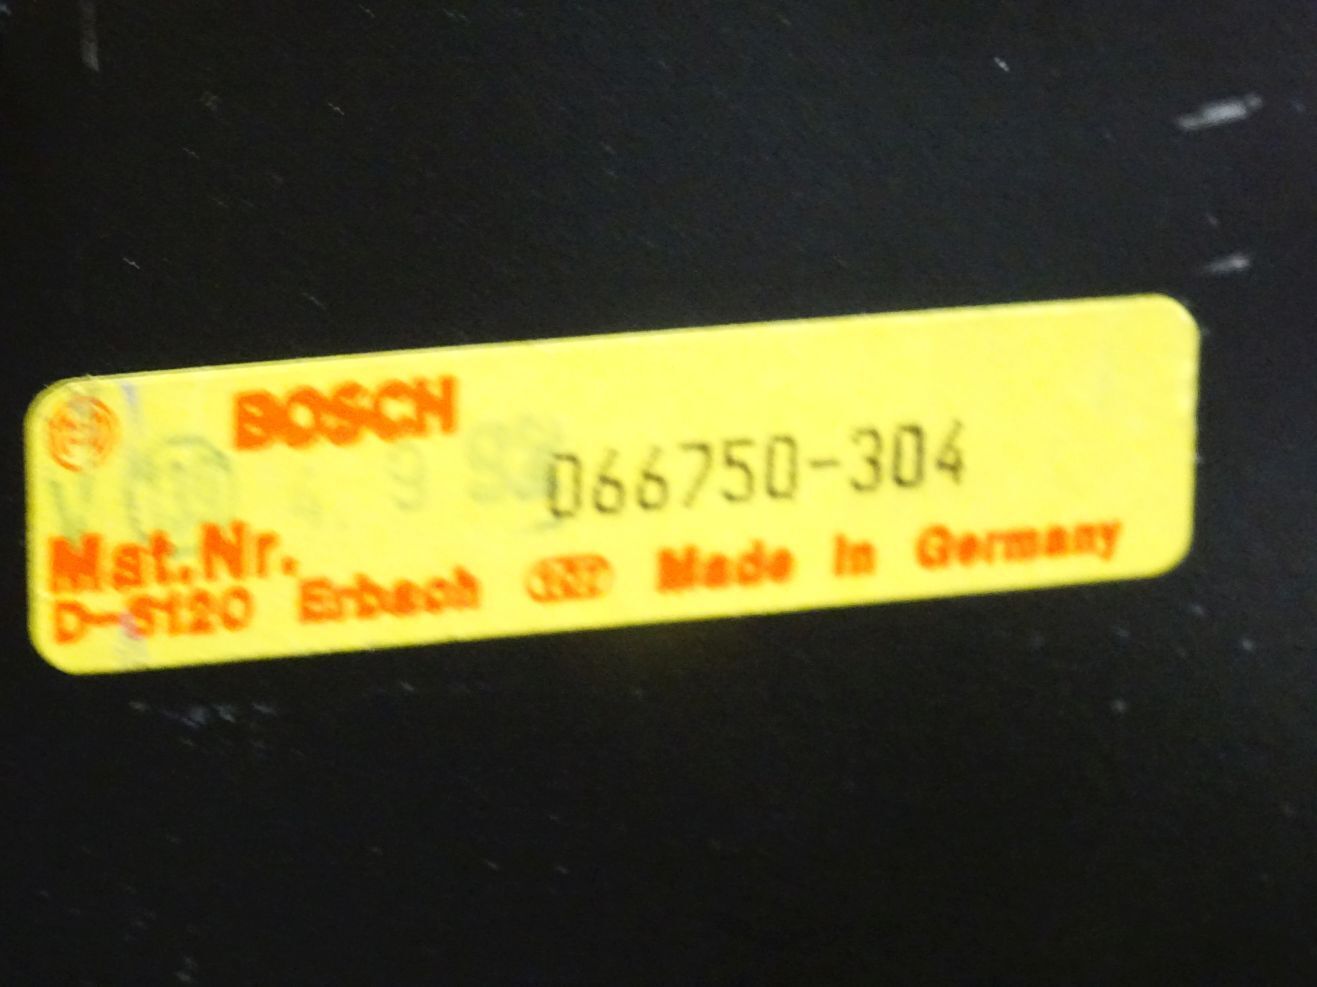 BOSCH
066750-304
Mat.Nr.
D-6120 Erbach Made in Germany